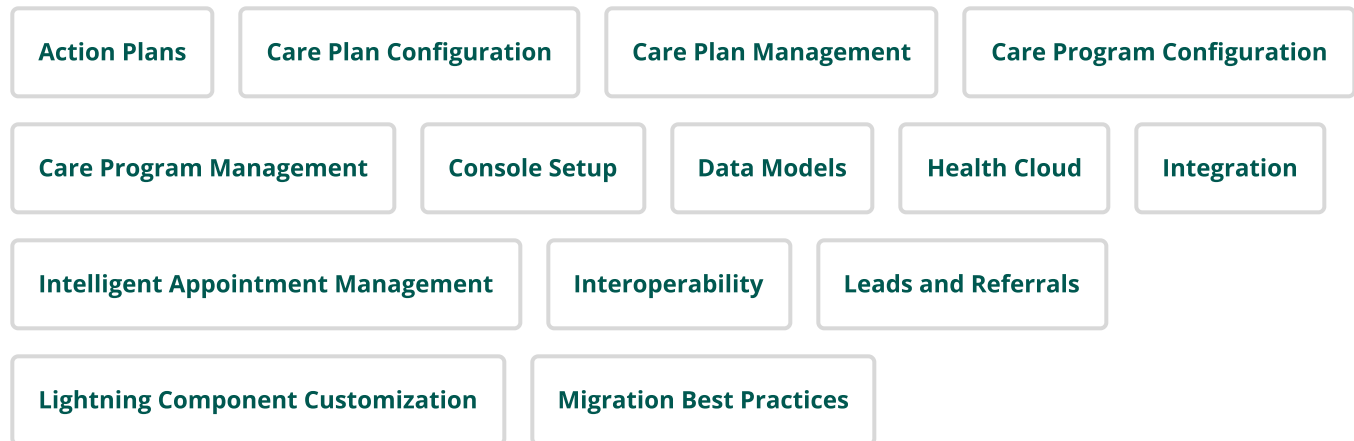 Action Plans
Care Plan Configuration
Care Plan Management
Care Program Configuration
Care Program Management
Console Setup
Data Models
Health Cloud
Integration
Intelligent Appointment Management
Interoperability
Leads and Referrals
Lightning Component Customization
Migration Best Practices